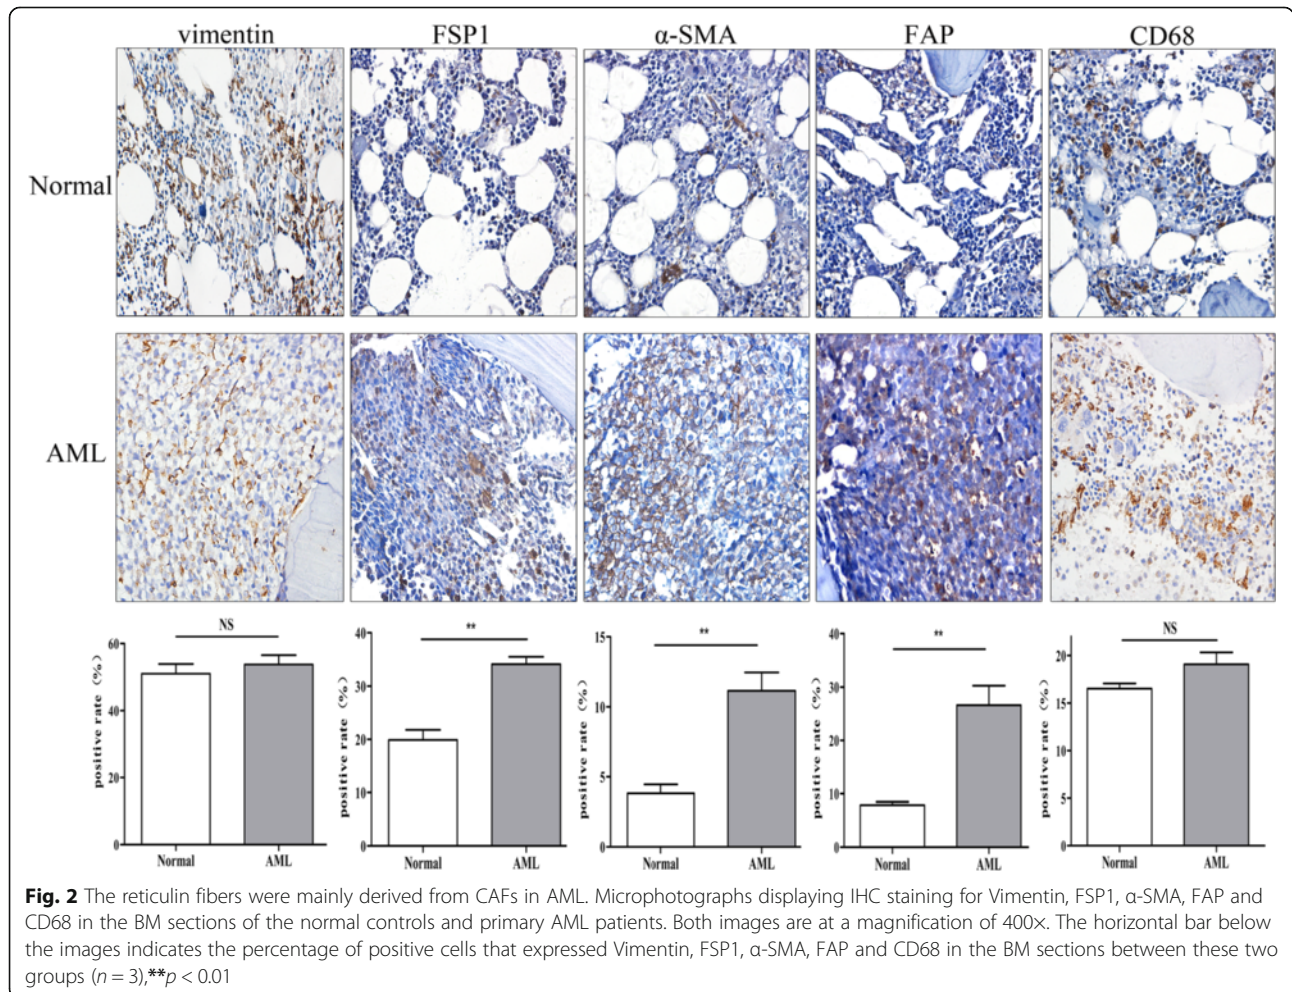 vimentin FSP1 α-SMA FAP CD68
Normal
AML
NS ** ** ** NS
positive rate (%)
60
40
20
0
Normal AML
positive rate (%)
40
30
20
10
0
Normal AML
positive rate (%)
15
10
5
0
Normal AML
positive rate (%)
40
30
20
10
0
Normal AML
positive rate (%)
20
15
10
5
0
Normal AML
Fig. 2 The reticulin fibers were mainly derived from CAFs in AML. Microphotographs displaying IHC staining for Vimentin, FSP1, α-SMA, FAP and
CD68 in the BM sections of the normal controls and primary AML patients. Both images are at a magnification of 400×. The horizontal bar below
the images indicates the percentage of positive cells that expressed Vimentin, FSP1, α-SMA, FAP and CD68 in the BM sections between these two
groups (n = 3),**p < 0.01